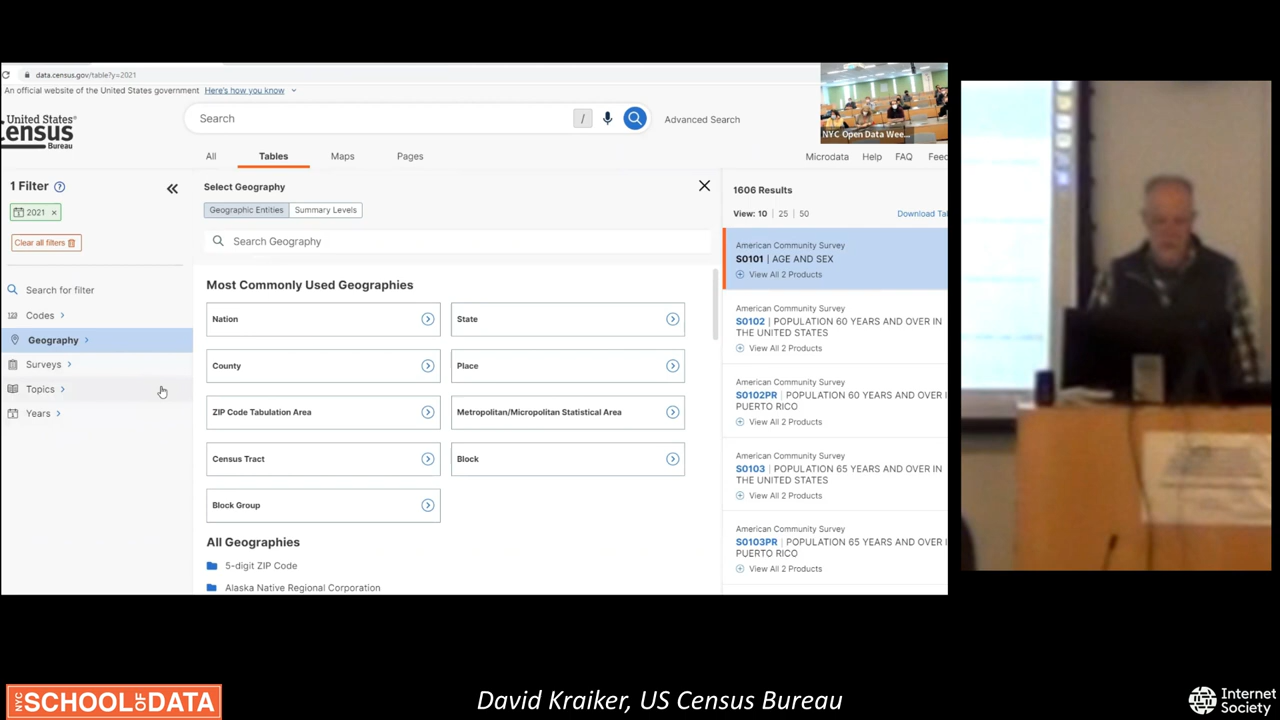 data.census.gov/table?y=2021
An official website of the United States government Here's how you know
United States®
Census
Bureau
Search
/
Advanced Search
NYC Open Data Wee...
All
Tables
Maps
Pages
Microdata
Help
FAQ
Feed
1 Filter
2021 ×
Clear all filters
Search for filter
Codes
Geography
Surveys
Topics
Years
Select Geography
Geographic Entities
Summary Levels
Search Geography
Most Commonly Used Geographies
Nation
State
County
Place
ZIP Code Tabulation Area
Metropolitan/Micropolitan Statistical Area
Census Tract
Block
Block Group
All Geographies
5-digit ZIP Code
Alaska Native Regional Corporation
1606 Results
View: 10 | 25 | 50
Download Ta
American Community Survey
S0101 | AGE AND SEX
View All 2 Products
American Community Survey
S0102 | POPULATION 60 YEARS AND OVER IN
THE UNITED STATES
View All 2 Products
American Community Survey
S0102PR | POPULATION 60 YEARS AND OVER I
PUERTO RICO
View All 2 Products
American Community Survey
S0103 | POPULATION 65 YEARS AND OVER IN
THE UNITED STATES
View All 2 Products
American Community Survey
S0103PR | POPULATION 65 YEARS AND OVER I
PUERTO RICO
View All 2 Products
NYC SCHOOL OF DATA
David Kraiker, US Census Bureau
Internet
Society